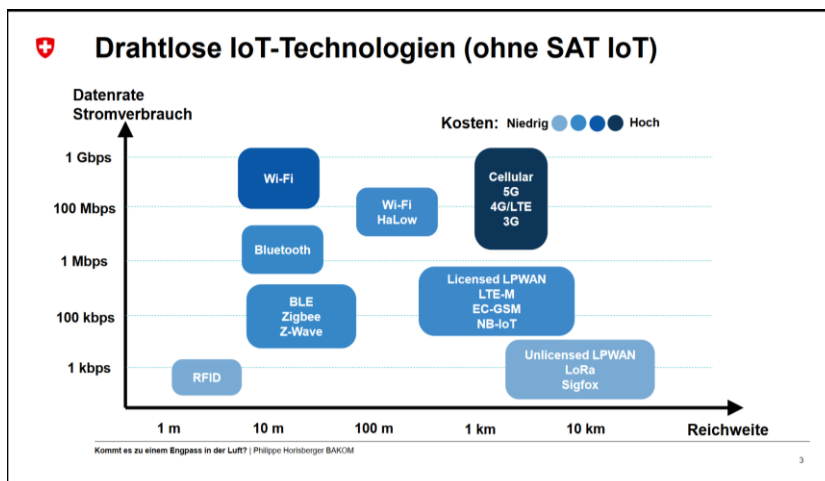 Drahtlose IoT-Technologien (ohne SAT IoT)
Datenrate
Stromverbrauch
Kosten: Niedrig Hoch
1 Gbps
100 Mbps
1 Mbps
100 kbps
1 kbps
Wi-Fi
Wi-Fi
HaLow
Cellular
5G
4G/LTE
3G
Bluetooth
BLE
Zigbee
Z-Wave
Licensed LPWAN
LTE-M
EC-GSM
NB-IoT
RFID
Unlicensed LPWAN
LoRa
Sigfox
1 m 10 m 100 m 1 km 10 km Reichweite
Kommt es zu einem Engpass in der Luft? | Philippe Horisberger BAKOM
3